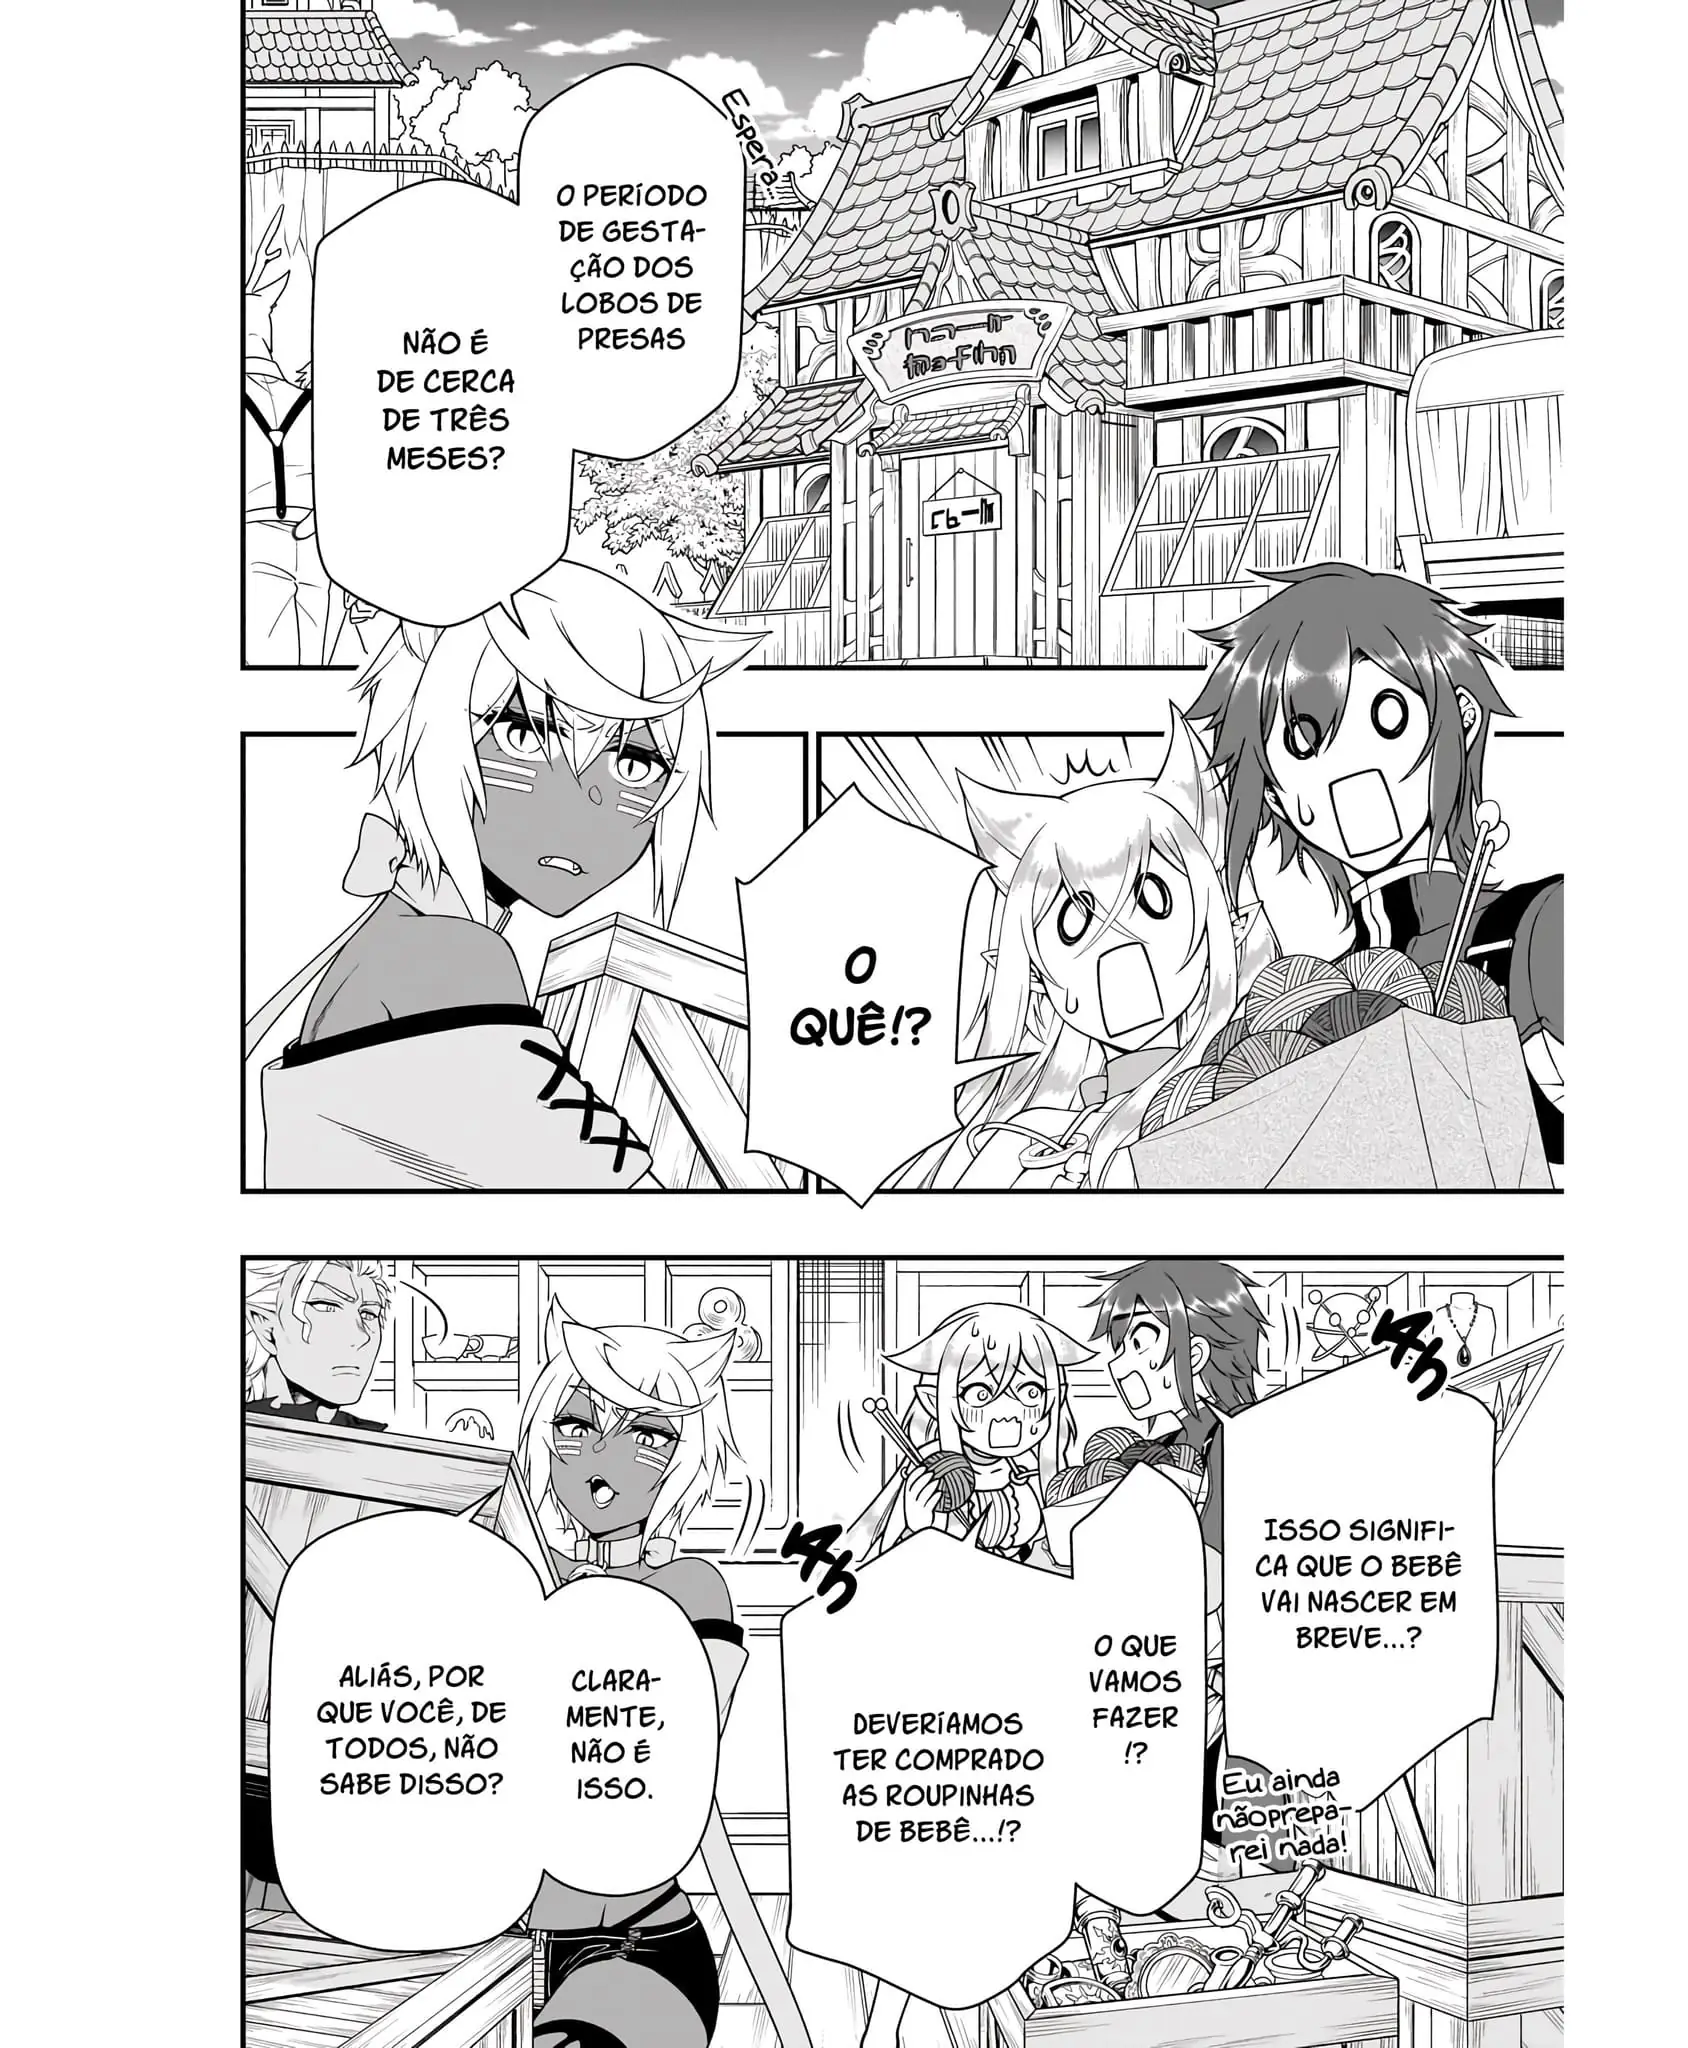 Espera...
O PERÍODO
DE GESTA-
ÇÃO DOS
LOBOS DE
PRESAS
NÃO É
DE CERCA
DE TRÊS
MESES?
O
QUÊ!?
ISSO SIGNIFI-
CA QUE O BEBÊ
VAI NASCER EM
BREVE...?
Eu ainda
não prepa-
rei nada!
O QUE
VAMOS
FAZER
!?
DEVERÍAMOS
TER COMPRADO
AS ROUPINHAS
DE BEBÊ...!?
CLARA-
MENTE,
NÃO É
ISSO.
ALIÁS, POR
QUE VOCÊ, DE
TODOS, NÃO
SABE DISSO?